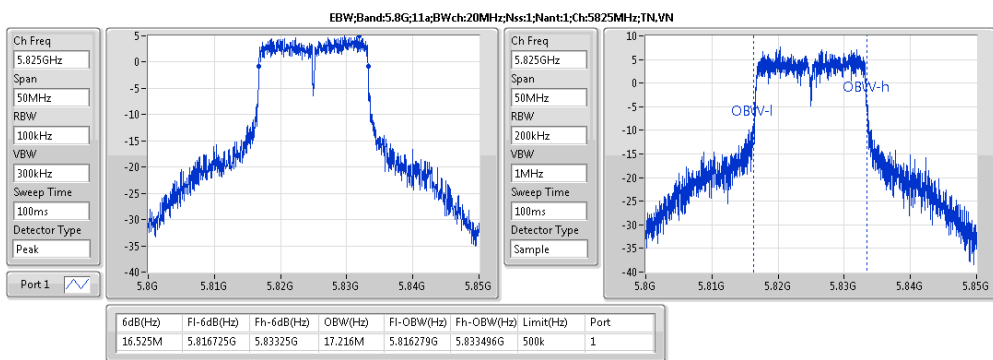 EBW;Band:5.8G;11a;BWch:20MHz;Nss:1;Nant:1;Ch:5825MHz;TN,VN
Ch Freq
5.825GHz
Span
50MHz
RBW
100kHz
VBW
300kHz
Sweep Time
100ms
Detector Type
Peak
Port 1
5
0
-5
-10
-15
-20
-25
-30
-35
-40
5.8G 5.81G 5.82G 5.83G 5.84G 5.85G
Ch Freq
5.825GHz
Span
50MHz
RBW
200kHz
VBW
1MHz
Sweep Time
100ms
Detector Type
Sample
10
5
0
-5
-10
-15
-20
-25
-30
-35
-40
OBW-l
OBW-h
5.8G 5.81G 5.82G 5.83G 5.84G 5.85G
6dB(Hz) Fl-6dB(Hz) Fh-6dB(Hz) OBW(Hz) Fl-OBW(Hz) Fh-OBW(Hz) Limit(Hz) Port
16.525M 5.816725G 5.83325G 17.216M 5.816279G 5.833496G 500k 1